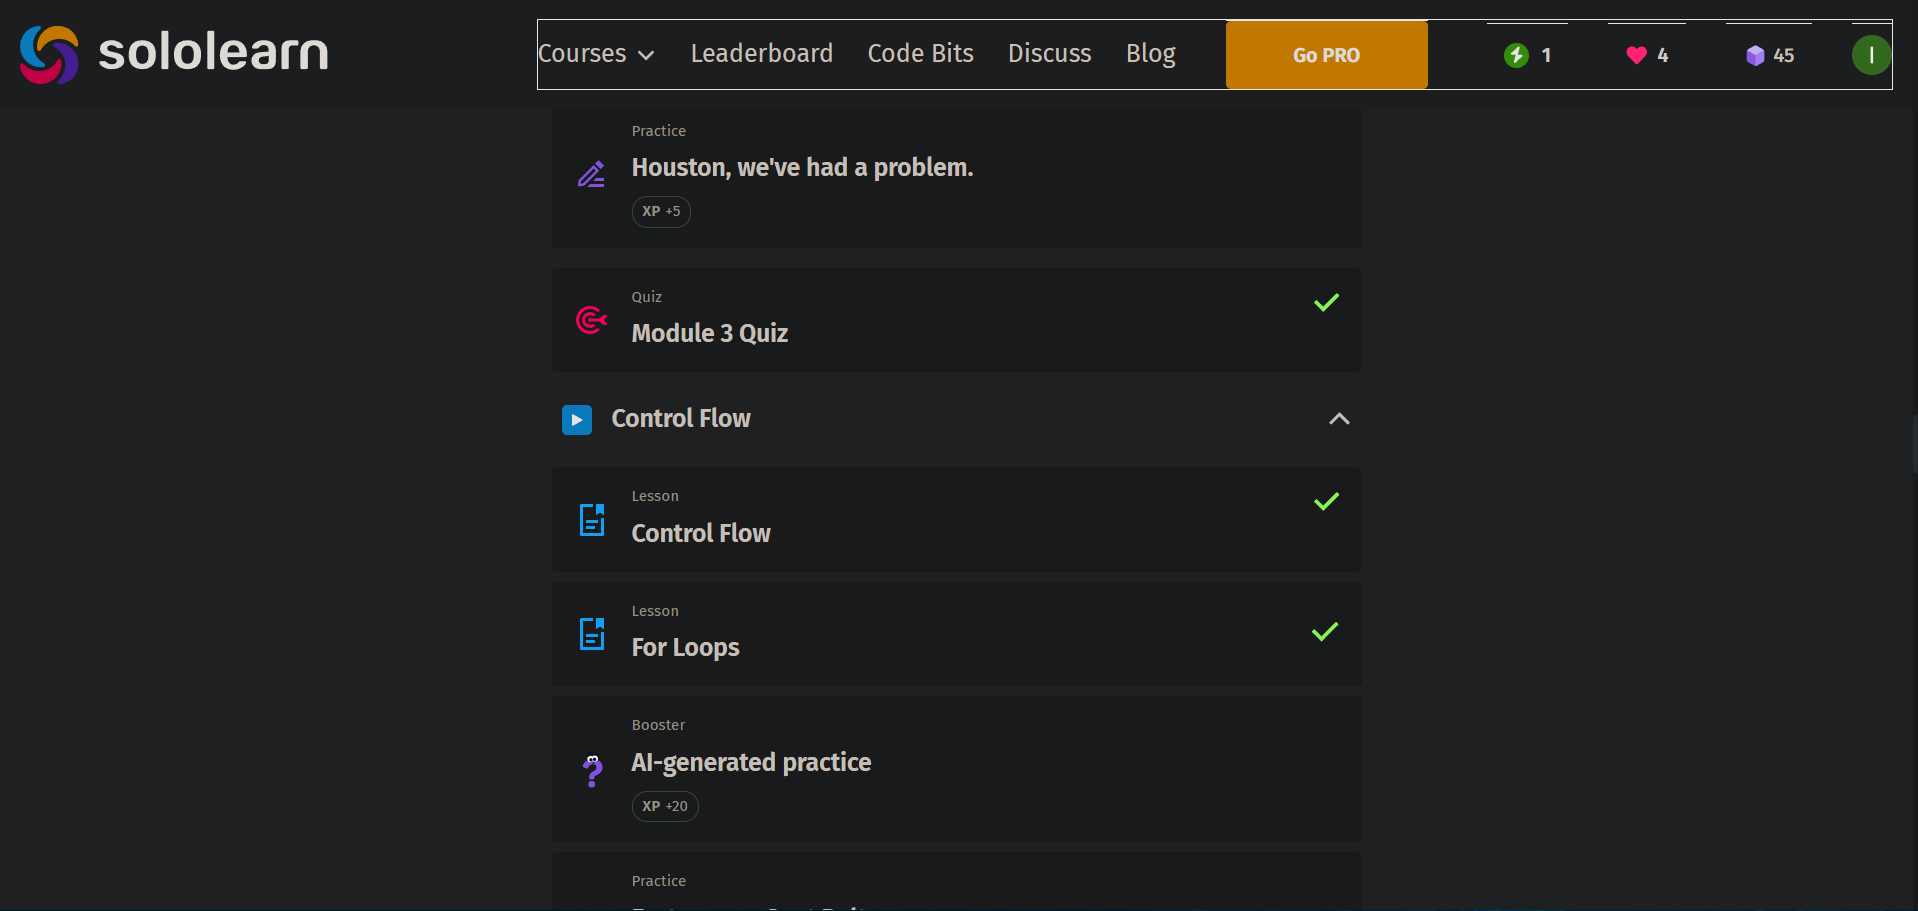 sololearn
Courses Leaderboard Code Bits Discuss Blog Go PRO 1 4 45 I
Practice
Houston, we've had a problem.
XP +5
Quiz
Module 3 Quiz
Control Flow
Lesson
Control Flow
Lesson
For Loops
Booster
AI-generated practice
XP +20
Practice